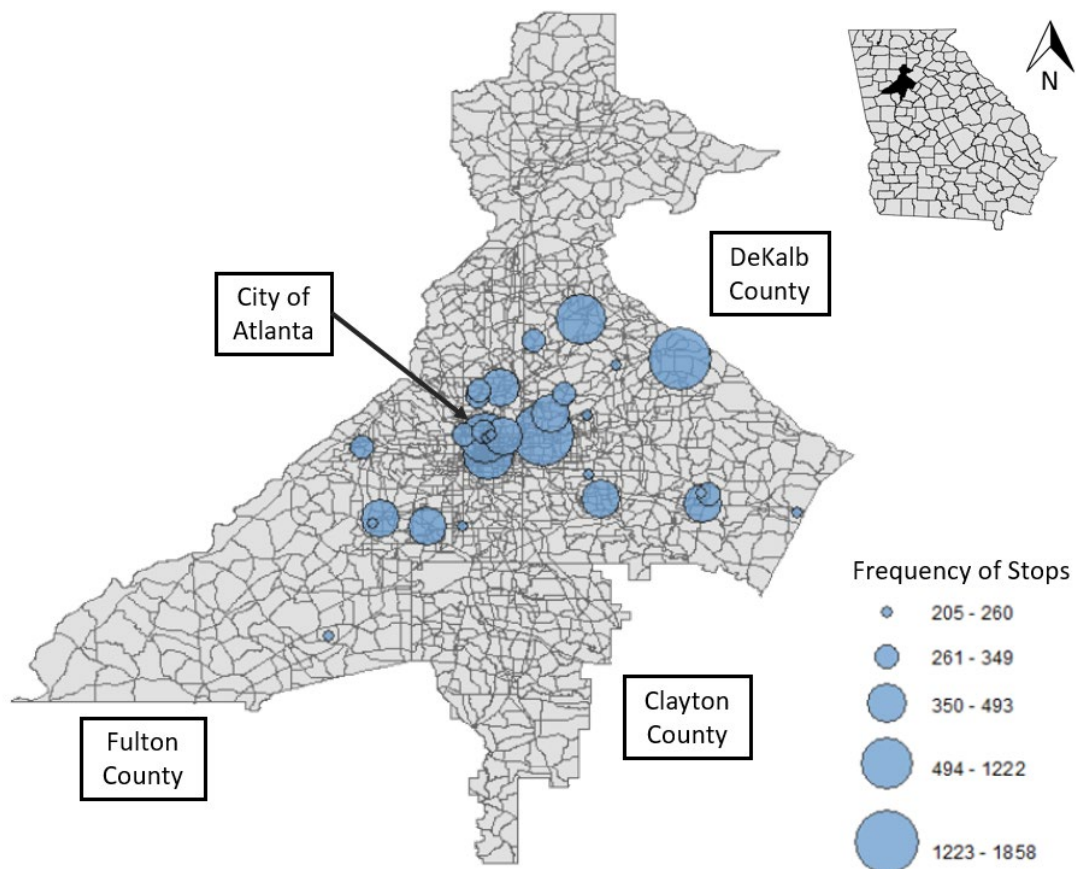 N
DeKalb
County
City of
Atlanta
Frequency of Stops
205 - 260
261 - 349
350 - 493
494 - 1222
1223 - 1858
Clayton
County
Fulton
County